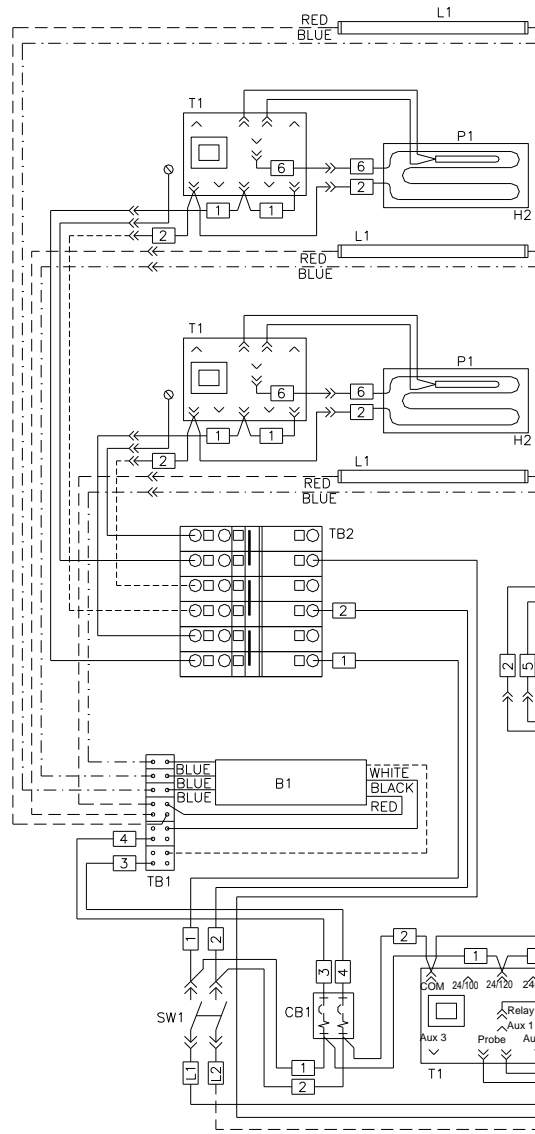 L1
RED
BLUE
T1
P1
6
6
2
H2
1
1
2
L1
RED
BLUE
T1
P1
6
6
2
H2
1
1
2
L1
RED
BLUE
TB2
2
1
2
5
BLUE
BLUE
BLUE
B1
WHITE
BLACK
RED
4
3
TB1
1
2
2
1
3
4
COM
24/100
24/120
24
SW1
CB1
Relay
Aux 1
Aux 3
Probe
Au
1
T1
2
L1
L2